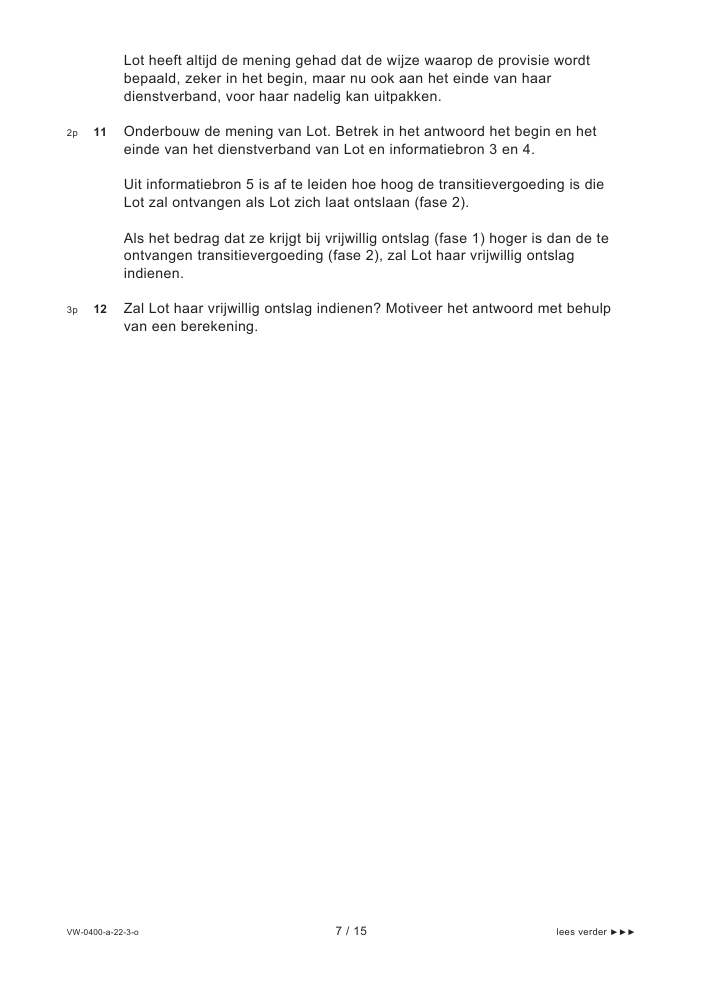 Lot heeft altijd de mening gehad dat de wijze waarop de provisie wordt
bepaald, zeker in het begin, maar nu ook aan het einde van haar
dienstverband, voor haar nadelig kan uitpakken.
2p 11 Onderbouw de mening van Lot. Betrek in het antwoord het begin en het
einde van het dienstverband van Lot en informatiebron 3 en 4.
Uit informatiebron 5 is af te leiden hoe hoog de transitievergoeding is die
Lot zal ontvangen als Lot zich laat ontslaan (fase 2).
Als het bedrag dat ze krijgt bij vrijwillig ontslag (fase 1) hoger is dan de te
ontvangen transitievergoeding (fase 2), zal Lot haar vrijwillig ontslag
indienen.
3p 12 Zal Lot haar vrijwillig ontslag indienen? Motiveer het antwoord met behulp
van een berekening.
VW-0400-a-22-3-o 7 / 15 lees verder ►►►